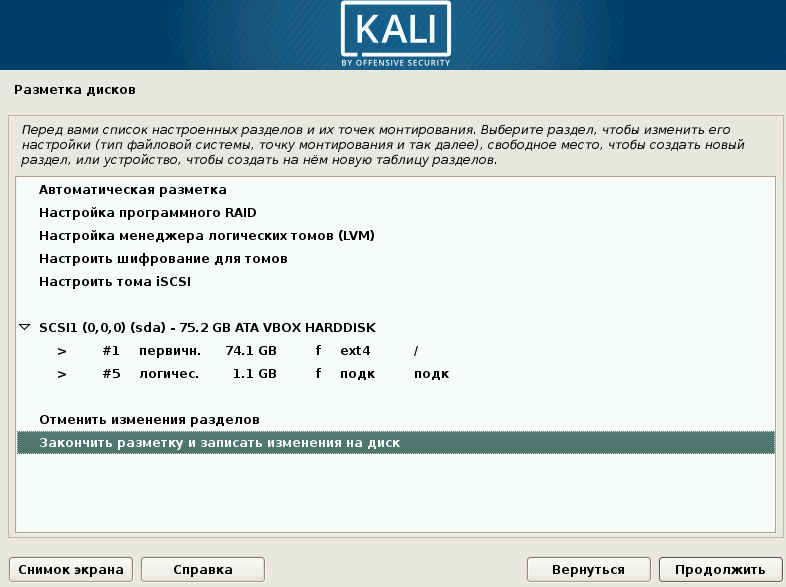 KALI
BY OFFENSIVE SECURITY
Разметка дисков
Перед вами список настроенных разделов и их точек монтирования. Выберите раздел, чтобы изменить его
настройки (тип файловой системы, точку монтирования и так далее), свободное место, чтобы создать новый
раздел, или устройство, чтобы создать на нём новую таблицу разделов.
Автоматическая разметка
Настройка программного RAID
Настройка менеджера логических томов (LVM)
Настроить шифрование для томов
Настроить тома iSCSI
SCSI1 (0,0,0) (sda) - 75.2 GB ATA VBOX HARDDISK
> #1 первичн. 74.1 GB f ext4 /
> #5 логичес. 1.1 GB f подк подк
Отменить изменения разделов
Закончить разметку и записать изменения на диск
Снимок экрана Справка Вернуться Продолжить